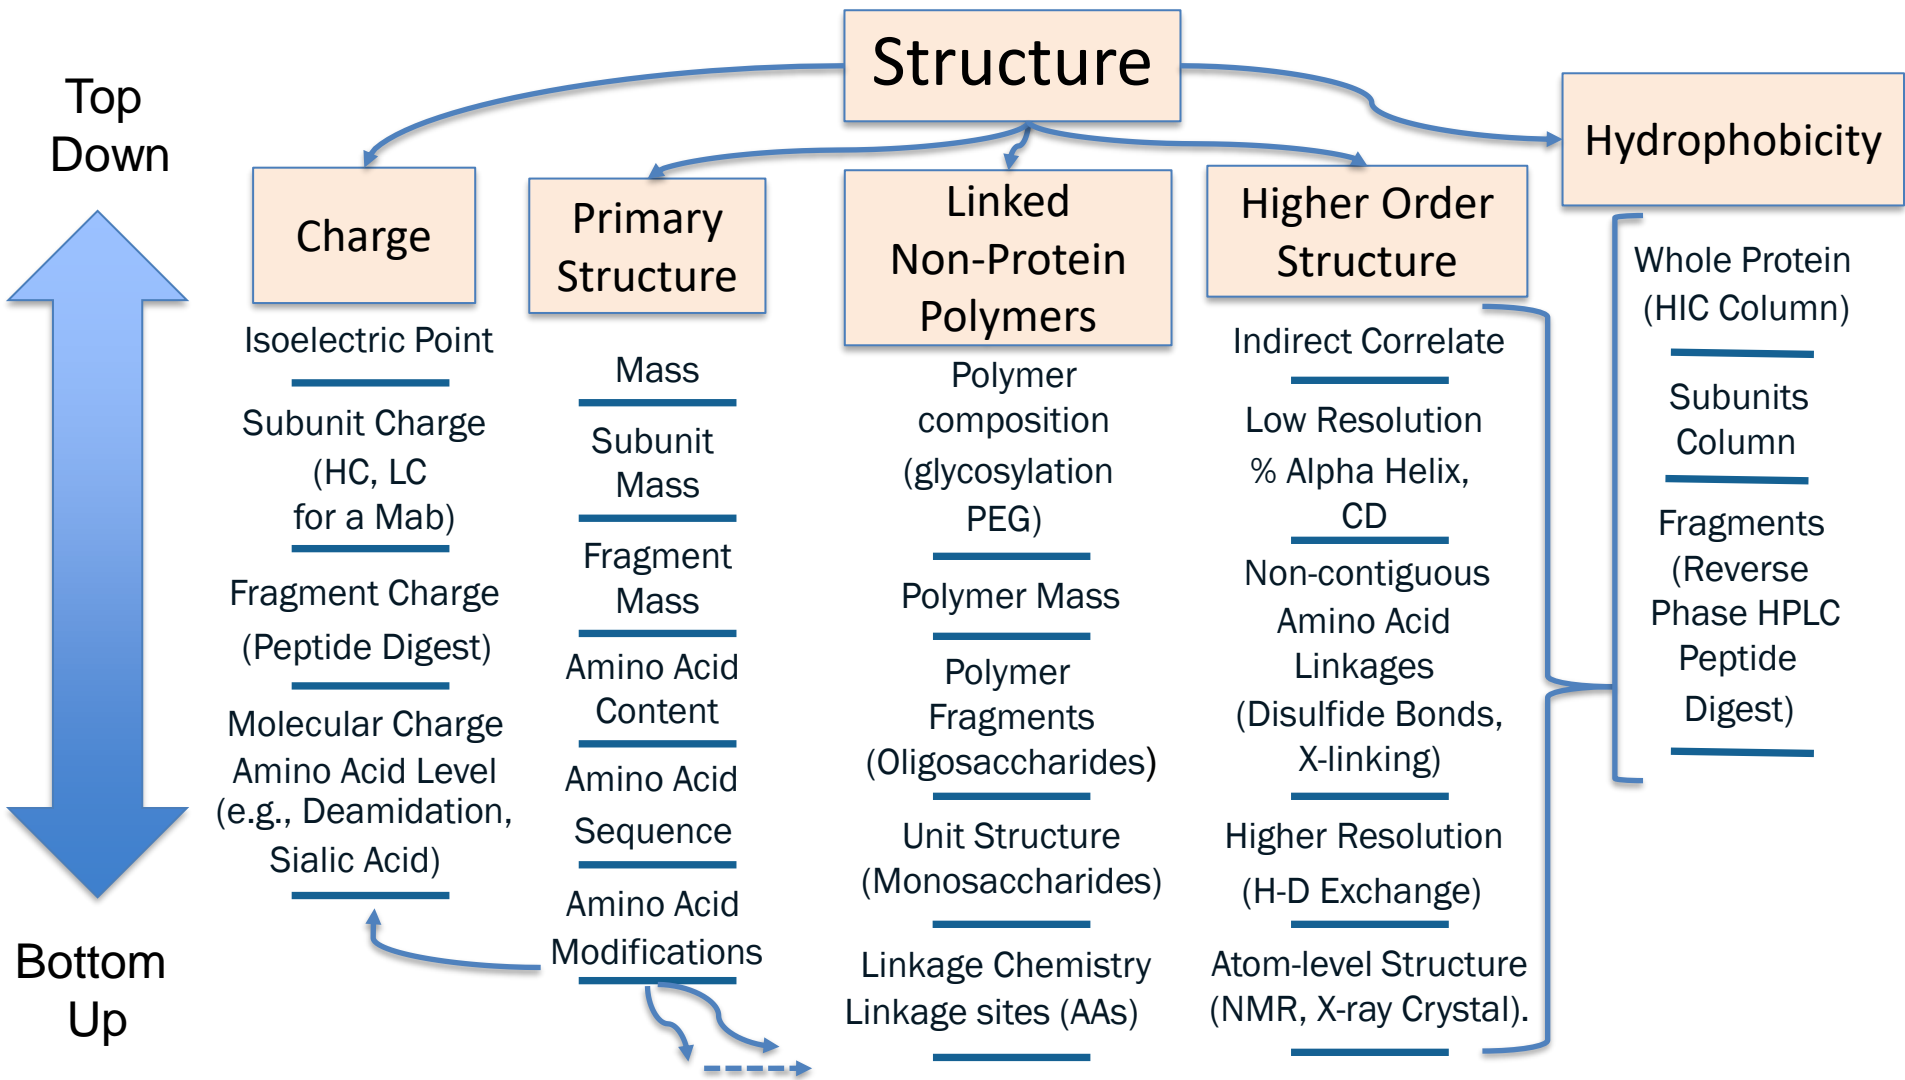 Structure
Top
Down
Bottom
Up
Charge
Isoelectric Point
Subunit Charge
(HC, LC
for a Mab)
Fragment Charge
(Peptide Digest)
Molecular Charge
Amino Acid Level
(e.g., Deamidation,
Sialic Acid)
Primary
Structure
Mass
Subunit
Mass
Fragment
Mass
Amino Acid
Content
Amino Acid
Sequence
Amino Acid
Modifications
Linked
Non-Protein
Polymers
Polymer
composition
(glycosylation
PEG)
Polymer Mass
Polymer
Fragments
(Oligosaccharides)
Unit Structure
(Monosaccharides)
Linkage Chemistry
Linkage sites (AAs)
Higher Order
Structure
Indirect Correlate
Low Resolution
% Alpha Helix,
CD
Non-contiguous
Amino Acid
Linkages
(Disulfide Bonds,
X-linking)
Higher Resolution
(H-D Exchange)
Atom-level Structure
(NMR, X-ray Crystal).
Hydrophobicity
Whole Protein
(HIC Column)
Subunits
Column
Fragments
(Reverse
Phase HPLC
Peptide
Digest)